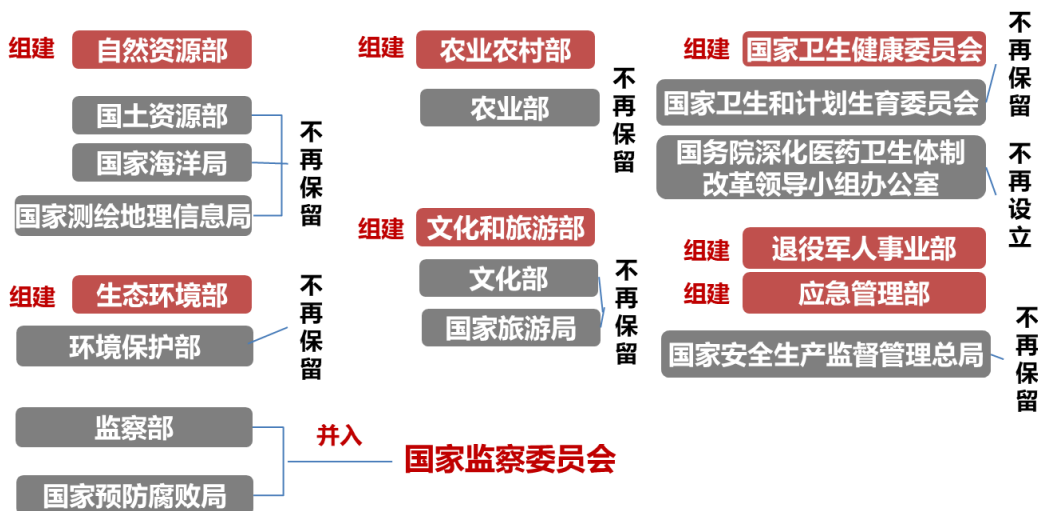 组建 自然资源部
国土资源部
国家海洋局
国家测绘地理信息局
不再保留
组建 生态环境部
环境保护部
不再保留
监察部
国家预防腐败局
并入
国家监察委员会
组建 农业农村部
农业部
不再保留
组建 文化和旅游部
文化部
国家旅游局
不再保留
组建 国家卫生健康委员会
国家卫生和计划生育委员会
不再保留
国务院深化医药卫生体制
改革领导小组办公室
不再设立
组建 退役军人事业部
组建 应急管理部
国家安全生产监督管理总局
不再保留